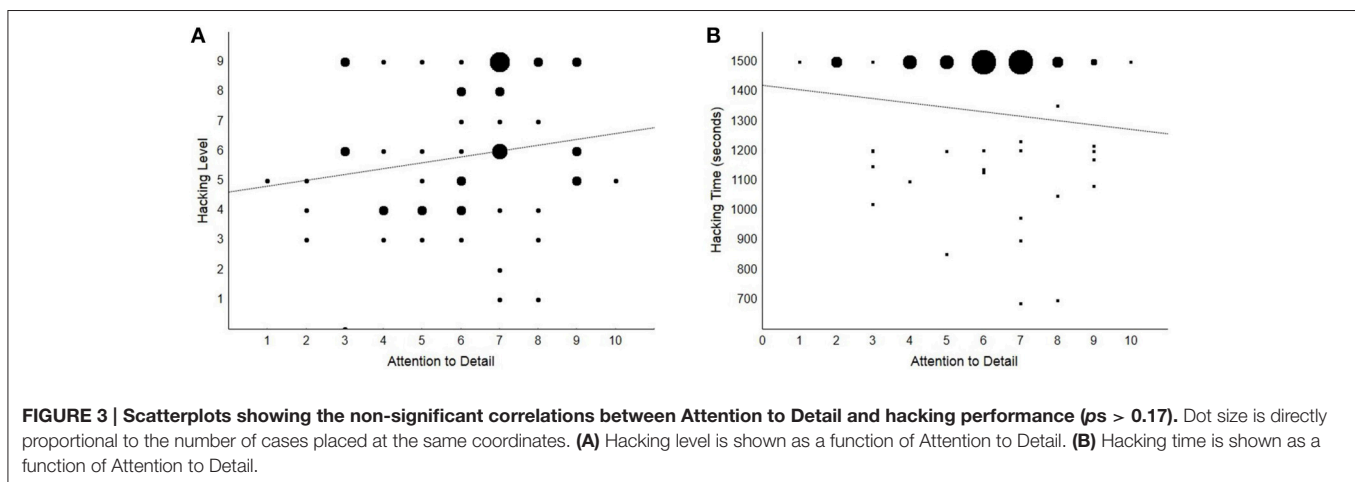 A
B
9
8
7
6
5
4
3
2
1
Hacking Level
1 2 3 4 5 6 7 8 9 10
Attention to Detail
1500
1400
1300
1200
1100
1000
900
800
700
Hacking Time (seconds)
0 1 2 3 4 5 6 7 8 9 10
Attention to Detail
FIGURE 3 | Scatterplots showing the non-significant correlations between Attention to Detail and hacking performance (ps > 0.17). Dot size is directly
proportional to the number of cases placed at the same coordinates. (A) Hacking level is shown as a function of Attention to Detail. (B) Hacking time is shown as a
function of Attention to Detail.